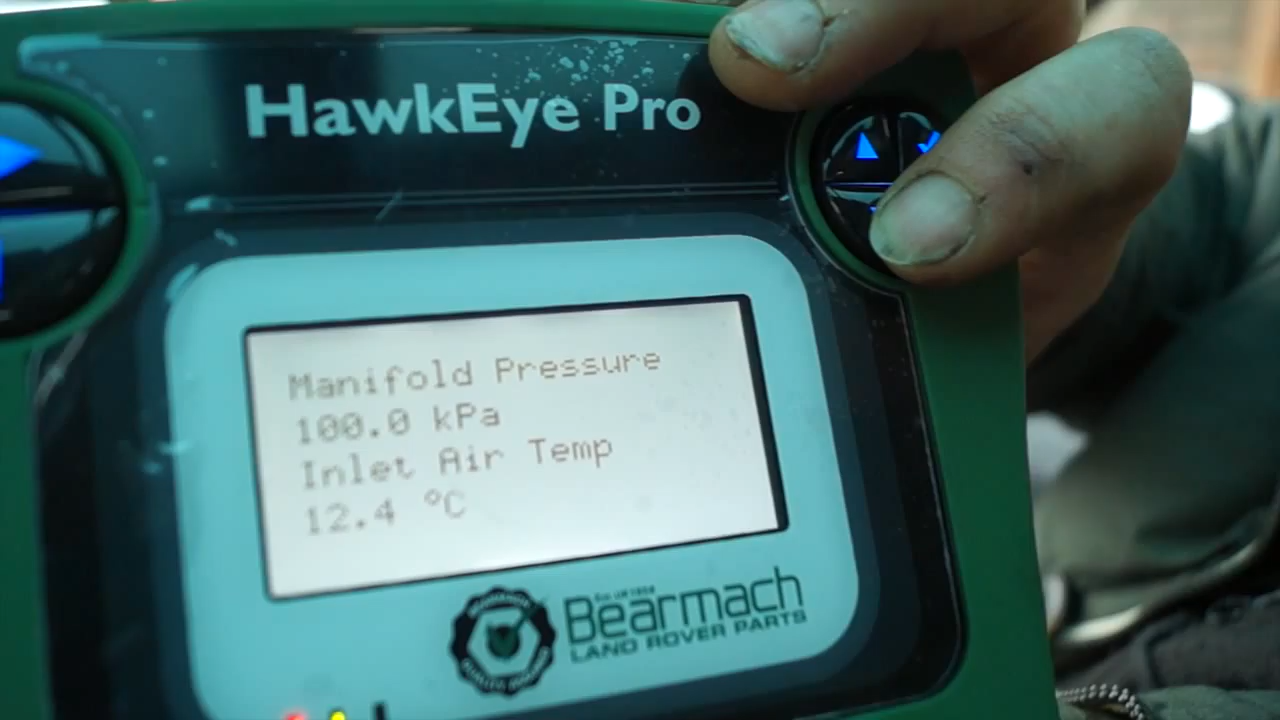 HawkEye Pro
Manifold Pressure
100.0 kPa
Inlet Air Temp
12.4 °C
Bearmach
LAND ROVER PARTS